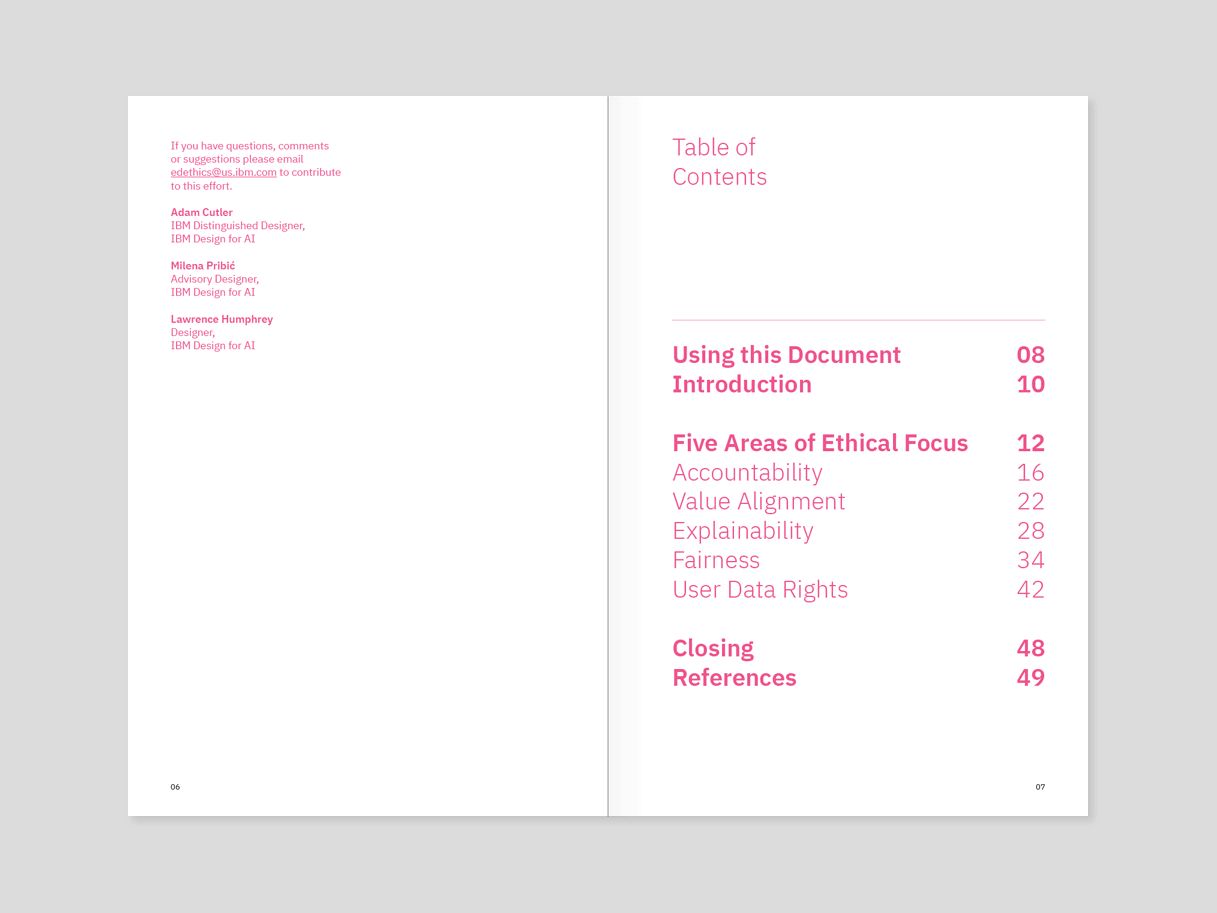 If you have questions, comments
or suggestions please email
edethics@us.ibm.com to contribute
to this effort.
Adam Cutler
IBM Distinguished Designer,
IBM Design for AI
Milena Pribić
Advisory Designer,
IBM Design for AI
Lawrence Humphrey
Designer,
IBM Design for AI
06
Table of
Contents
Using this Document 08
Introduction 10
Five Areas of Ethical Focus 12
Accountability 16
Value Alignment 22
Explainability 28
Fairness 34
User Data Rights 42
Closing 48
References 49
07